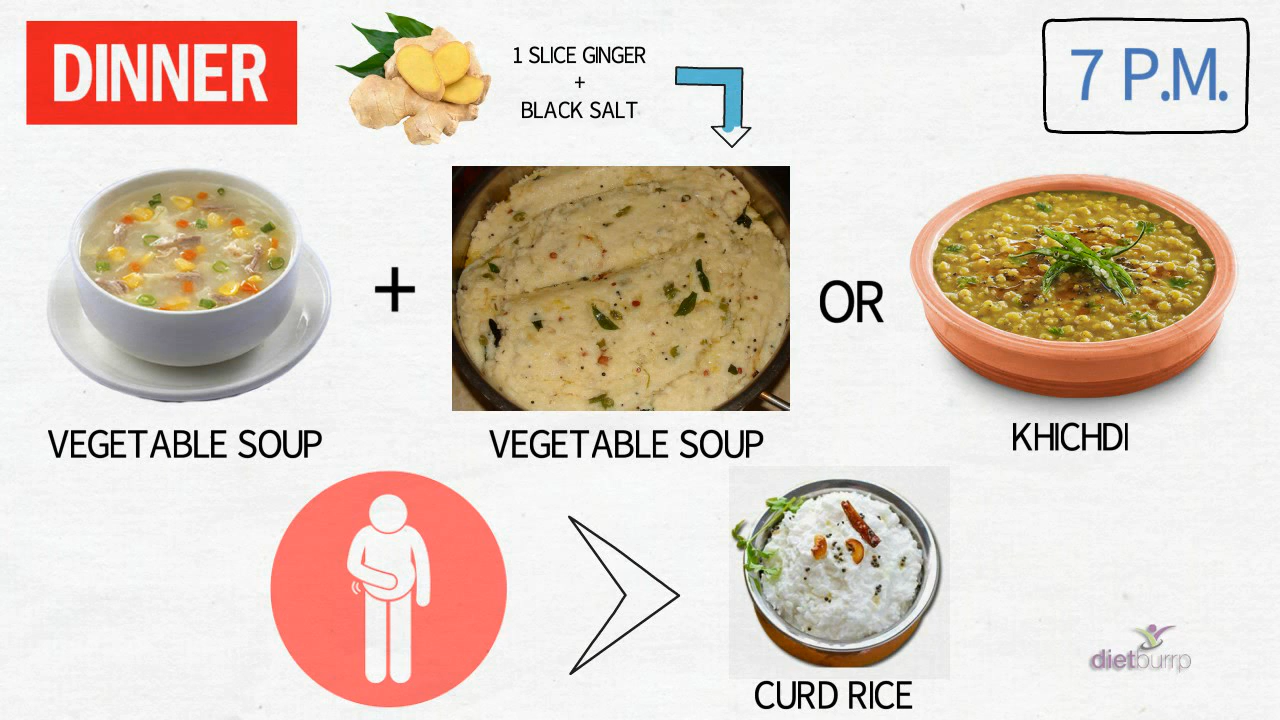 DINNER
1 SLICE GINGER
+
BLACK SALT
7 P.M.
+
OR
VEGETABLE SOUP
VEGETABLE SOUP
KHICHDI
CURD RICE
dietburrp